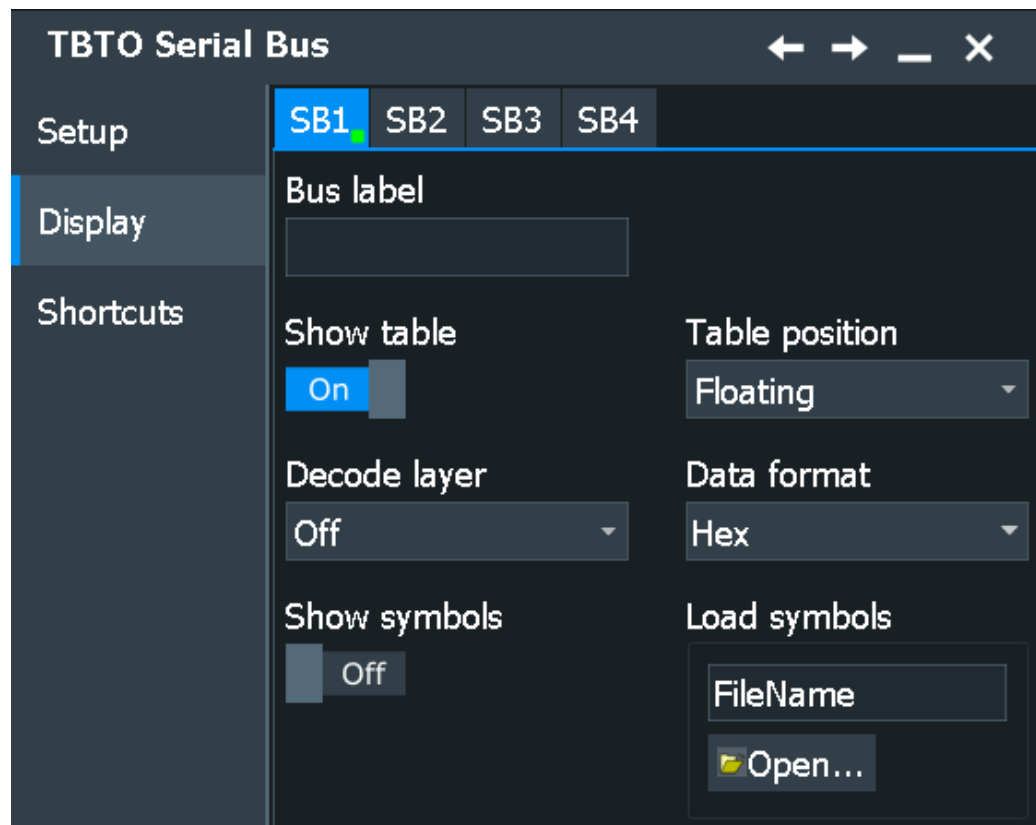 TBTO Serial Bus
Setup
Display
Shortcuts
SB1 SB2 SB3 SB4
Bus label
Show table Table position
On Floating
Decode layer Data format
Off Hex
Show symbols Load symbols
Off FileName
Open...